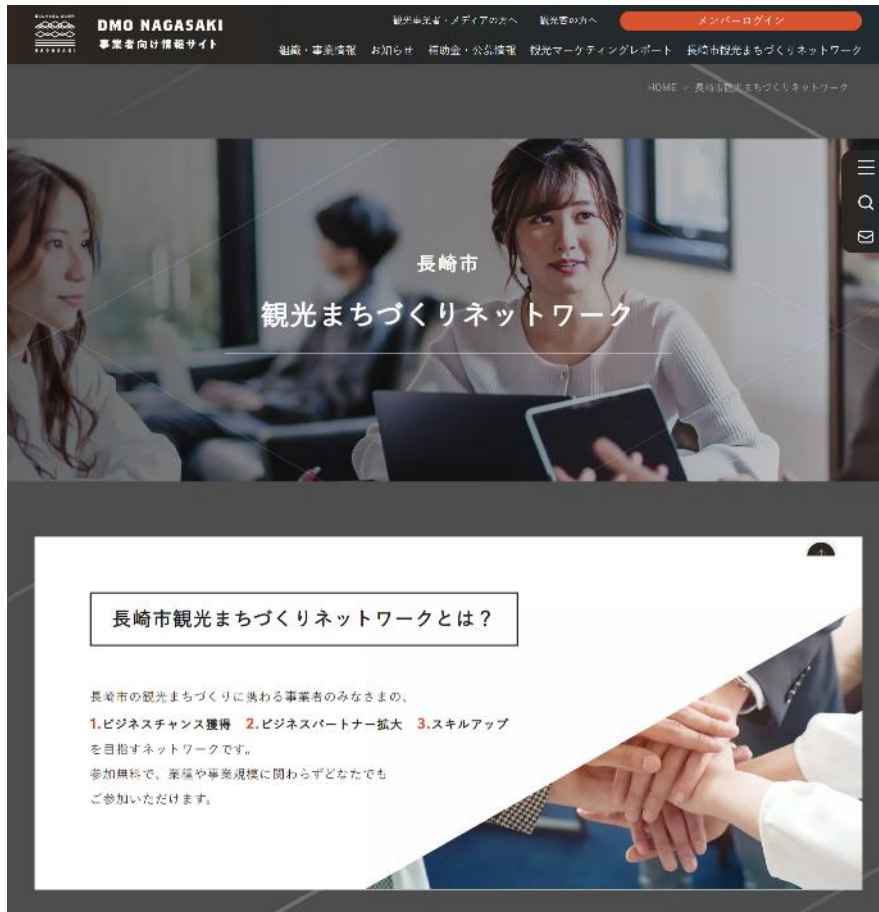 DMO NAGASAKI
事業者向け情報サイト
NAGASAKI
観光事業者・メディアの方へ 観光客の方へ メンバーログイン
組織・事業情報 お知らせ 補助金・公募情報 観光マーケティングレポート 長崎市観光まちづくりネットワーク
HOME > 長崎市観光まちづくりネットワーク
長崎市
観光まちづくりネットワーク
長崎市観光まちづくりネットワークとは？
長崎市の観光まちづくりに携わる事業者のみなさまの、
1.ビジネスチャンス獲得 2.ビジネスパートナー拡大 3.スキルアップ
を目指すネットワークです。
参加無料で、業種や事業規模に関わらずどなたでも
ご参加いただけます。